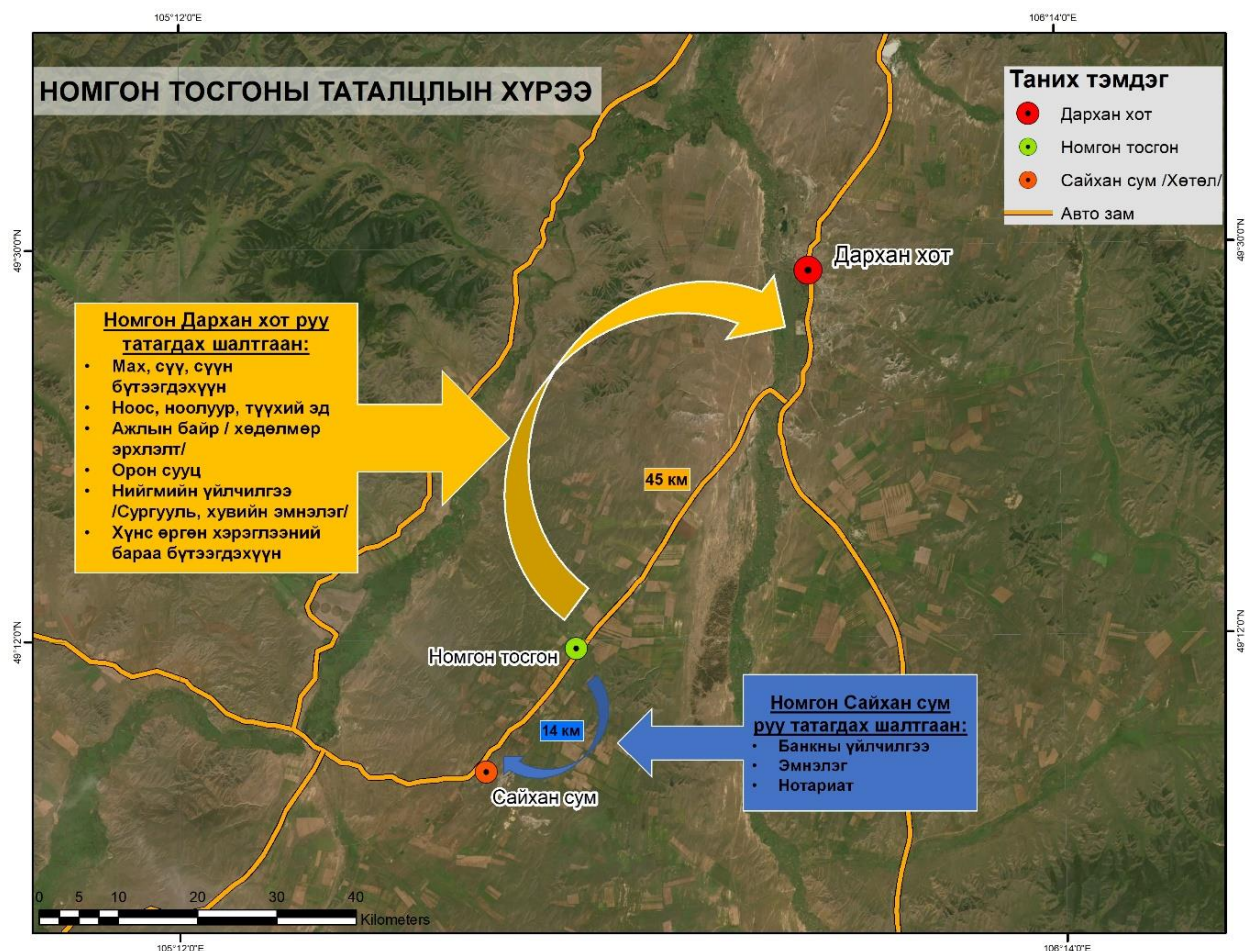 105°12'0"E
106°14'0"E
НОМГОН ТОСГОНЫ ТАТАЛЦЛЫН ХҮРЭЭ
Таних тэмдэг
Дархан хот
Номгон тосгон
Сайхан сум /Хөтөл/
Авто зам
49°30'0"N
49°30'0"N
Дархан хот
Номгон Дархан хот руу
татагдах шалтгаан:
• Мах, сүү, сүүн
бүтээгдэхүүн
• Ноос, ноолуур, түүхий эд
• Ажлын байр / хөдөлмөр
эрхлэлт/
• Орон сууц
• Нийгмийн үйлчилгээ
/Сургууль, хувийн эмнэлэг/
• Хүнс өргөн хэрэглээний
бараа бүтээгдэхүүн
45 км
49°12'0"N
49°12'0"N
Номгон тосгон
14 км
Номгон Сайхан сум
руу татагдах шалтгаан:
• Банкны үйлчилгээ
• Эмнэлэг
• Нотариат
Сайхан сум
0 5 10 20 30 40
Kilometers
105°12'0"E
106°14'0"E